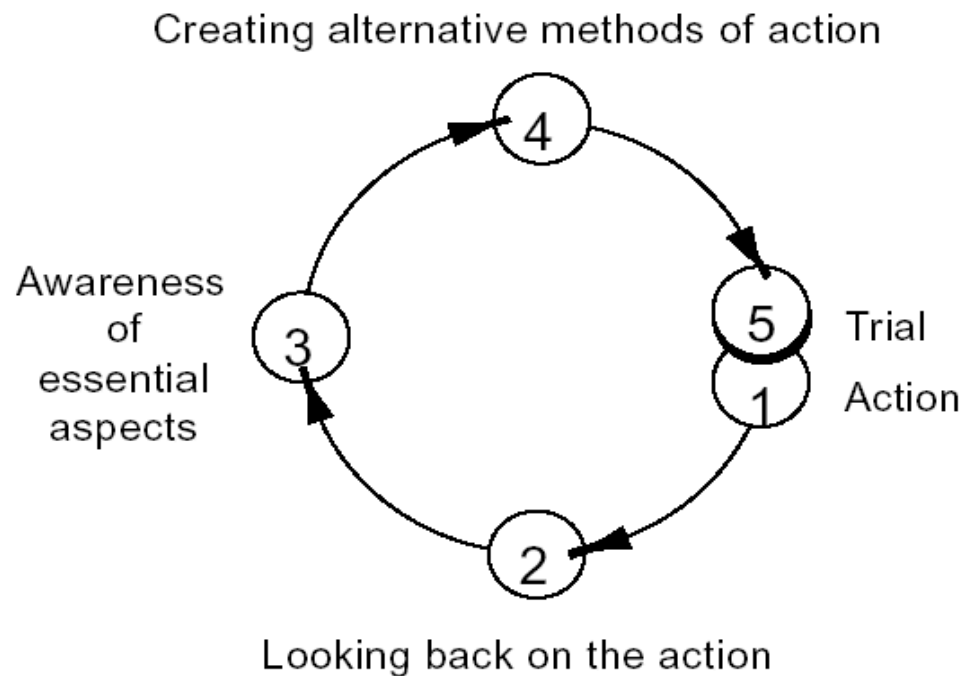 Creating alternative methods of action
4
5
Trial
Awareness
of
essential
aspects
3
1
Action
2
Looking back on the action